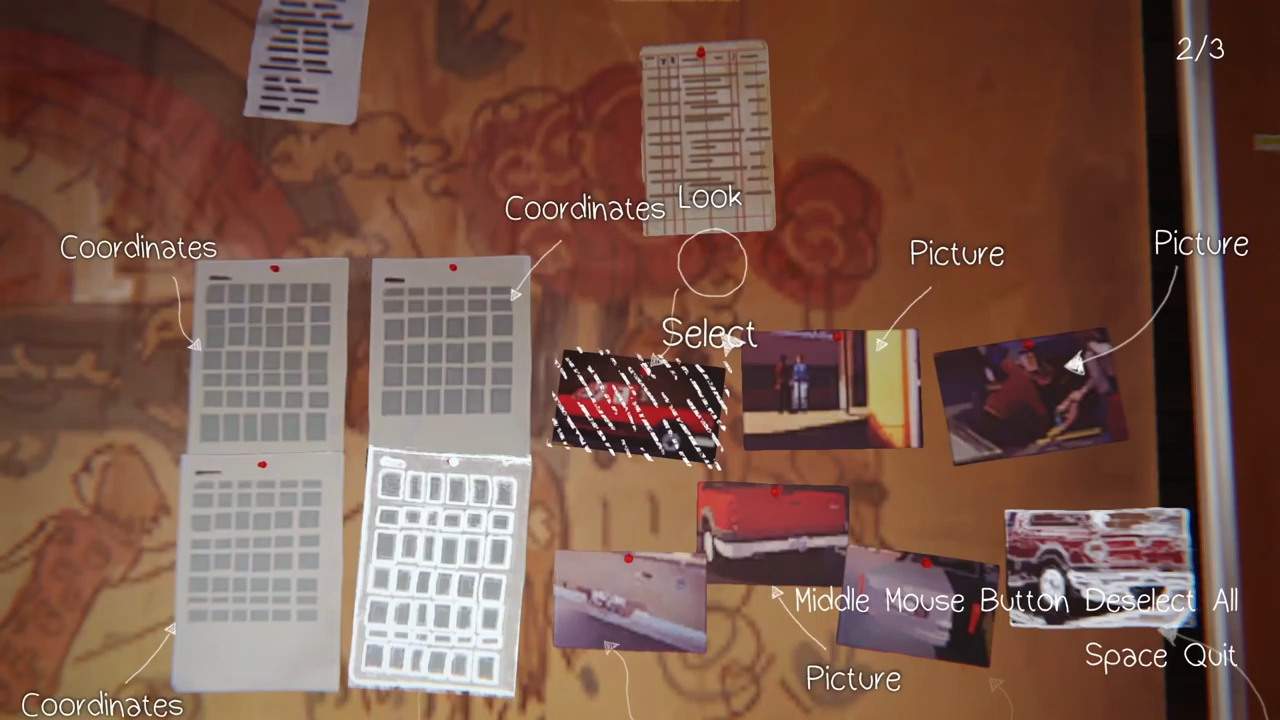 2/3
Coordinates
Look
Coordinates
Picture
Picture
Select
Middle Mouse Button Deselect All
Space Quit
Picture
Coordinates